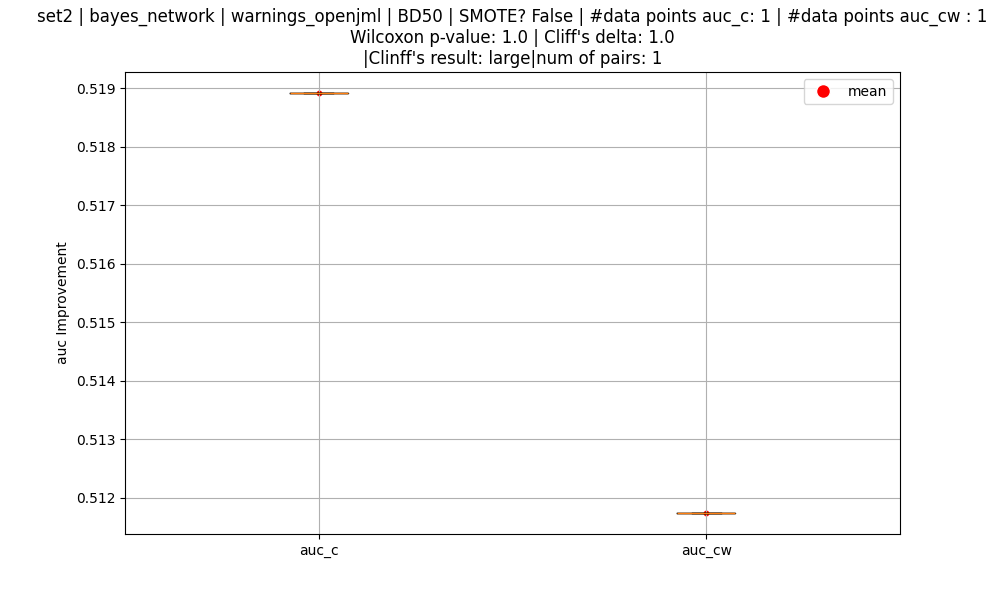 set2 | bayes_network | warnings_openjml | BD50 | SMOTE? False | #data points auc_c: 1 | #data points auc_cw : 1
Wilcoxon p-value: 1.0 | Cliff's delta: 1.0
|Clinff's result: large|num of pairs: 1
mean
0.519
0.518
0.517
0.516
0.515
0.514
0.513
0.512
auc Improvement
auc_c
auc_cw